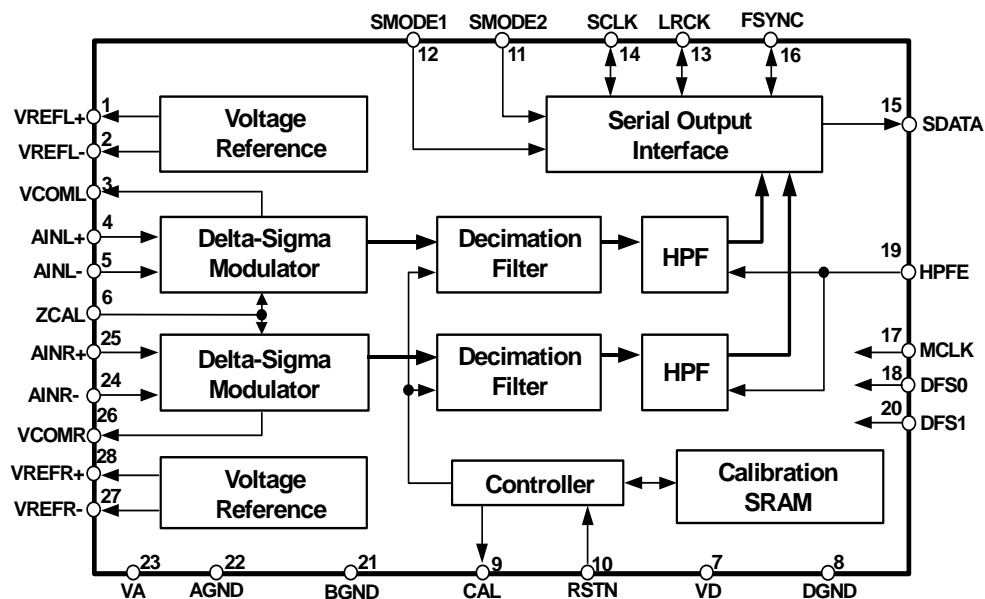 SMODE1
SMODE2
SCLK
LRCK
FSYNC
12
11
14
13
16
1
VREFL+
2
VREFL-
Voltage
Reference
Serial Output
Interface
15
SDATA
3
VCOML
4
AINL+
5
AINL-
Delta-Sigma
Modulator
Decimation
Filter
HPF
19
HPFE
6
ZCAL
25
AINR+
24
AINR-
Delta-Sigma
Modulator
Decimation
Filter
HPF
17
MCLK
18
DFS0
20
DFS1
26
VCOMR
28
VREFR+
27
VREFR-
Voltage
Reference
Controller
Calibration
SRAM
23
22
21
9
10
7
8
VA
AGND
BGND
CAL
RSTN
VD
DGND